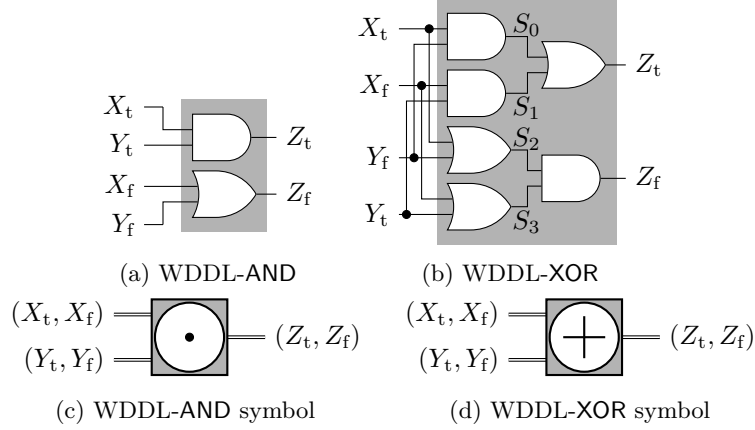 X_t
Y_t
X_f
Y_f
Z_t
Z_f
(a) WDDL-AND
X_t
X_f
Y_f
Y_t
S_0
S_1
S_2
S_3
Z_t
Z_f
(b) WDDL-XOR
(X_t, X_f)
(Y_t, Y_f)
(Z_t, Z_f)
(c) WDDL-AND symbol
(X_t, X_f)
(Y_t, Y_f)
(Z_t, Z_f)
(d) WDDL-XOR symbol